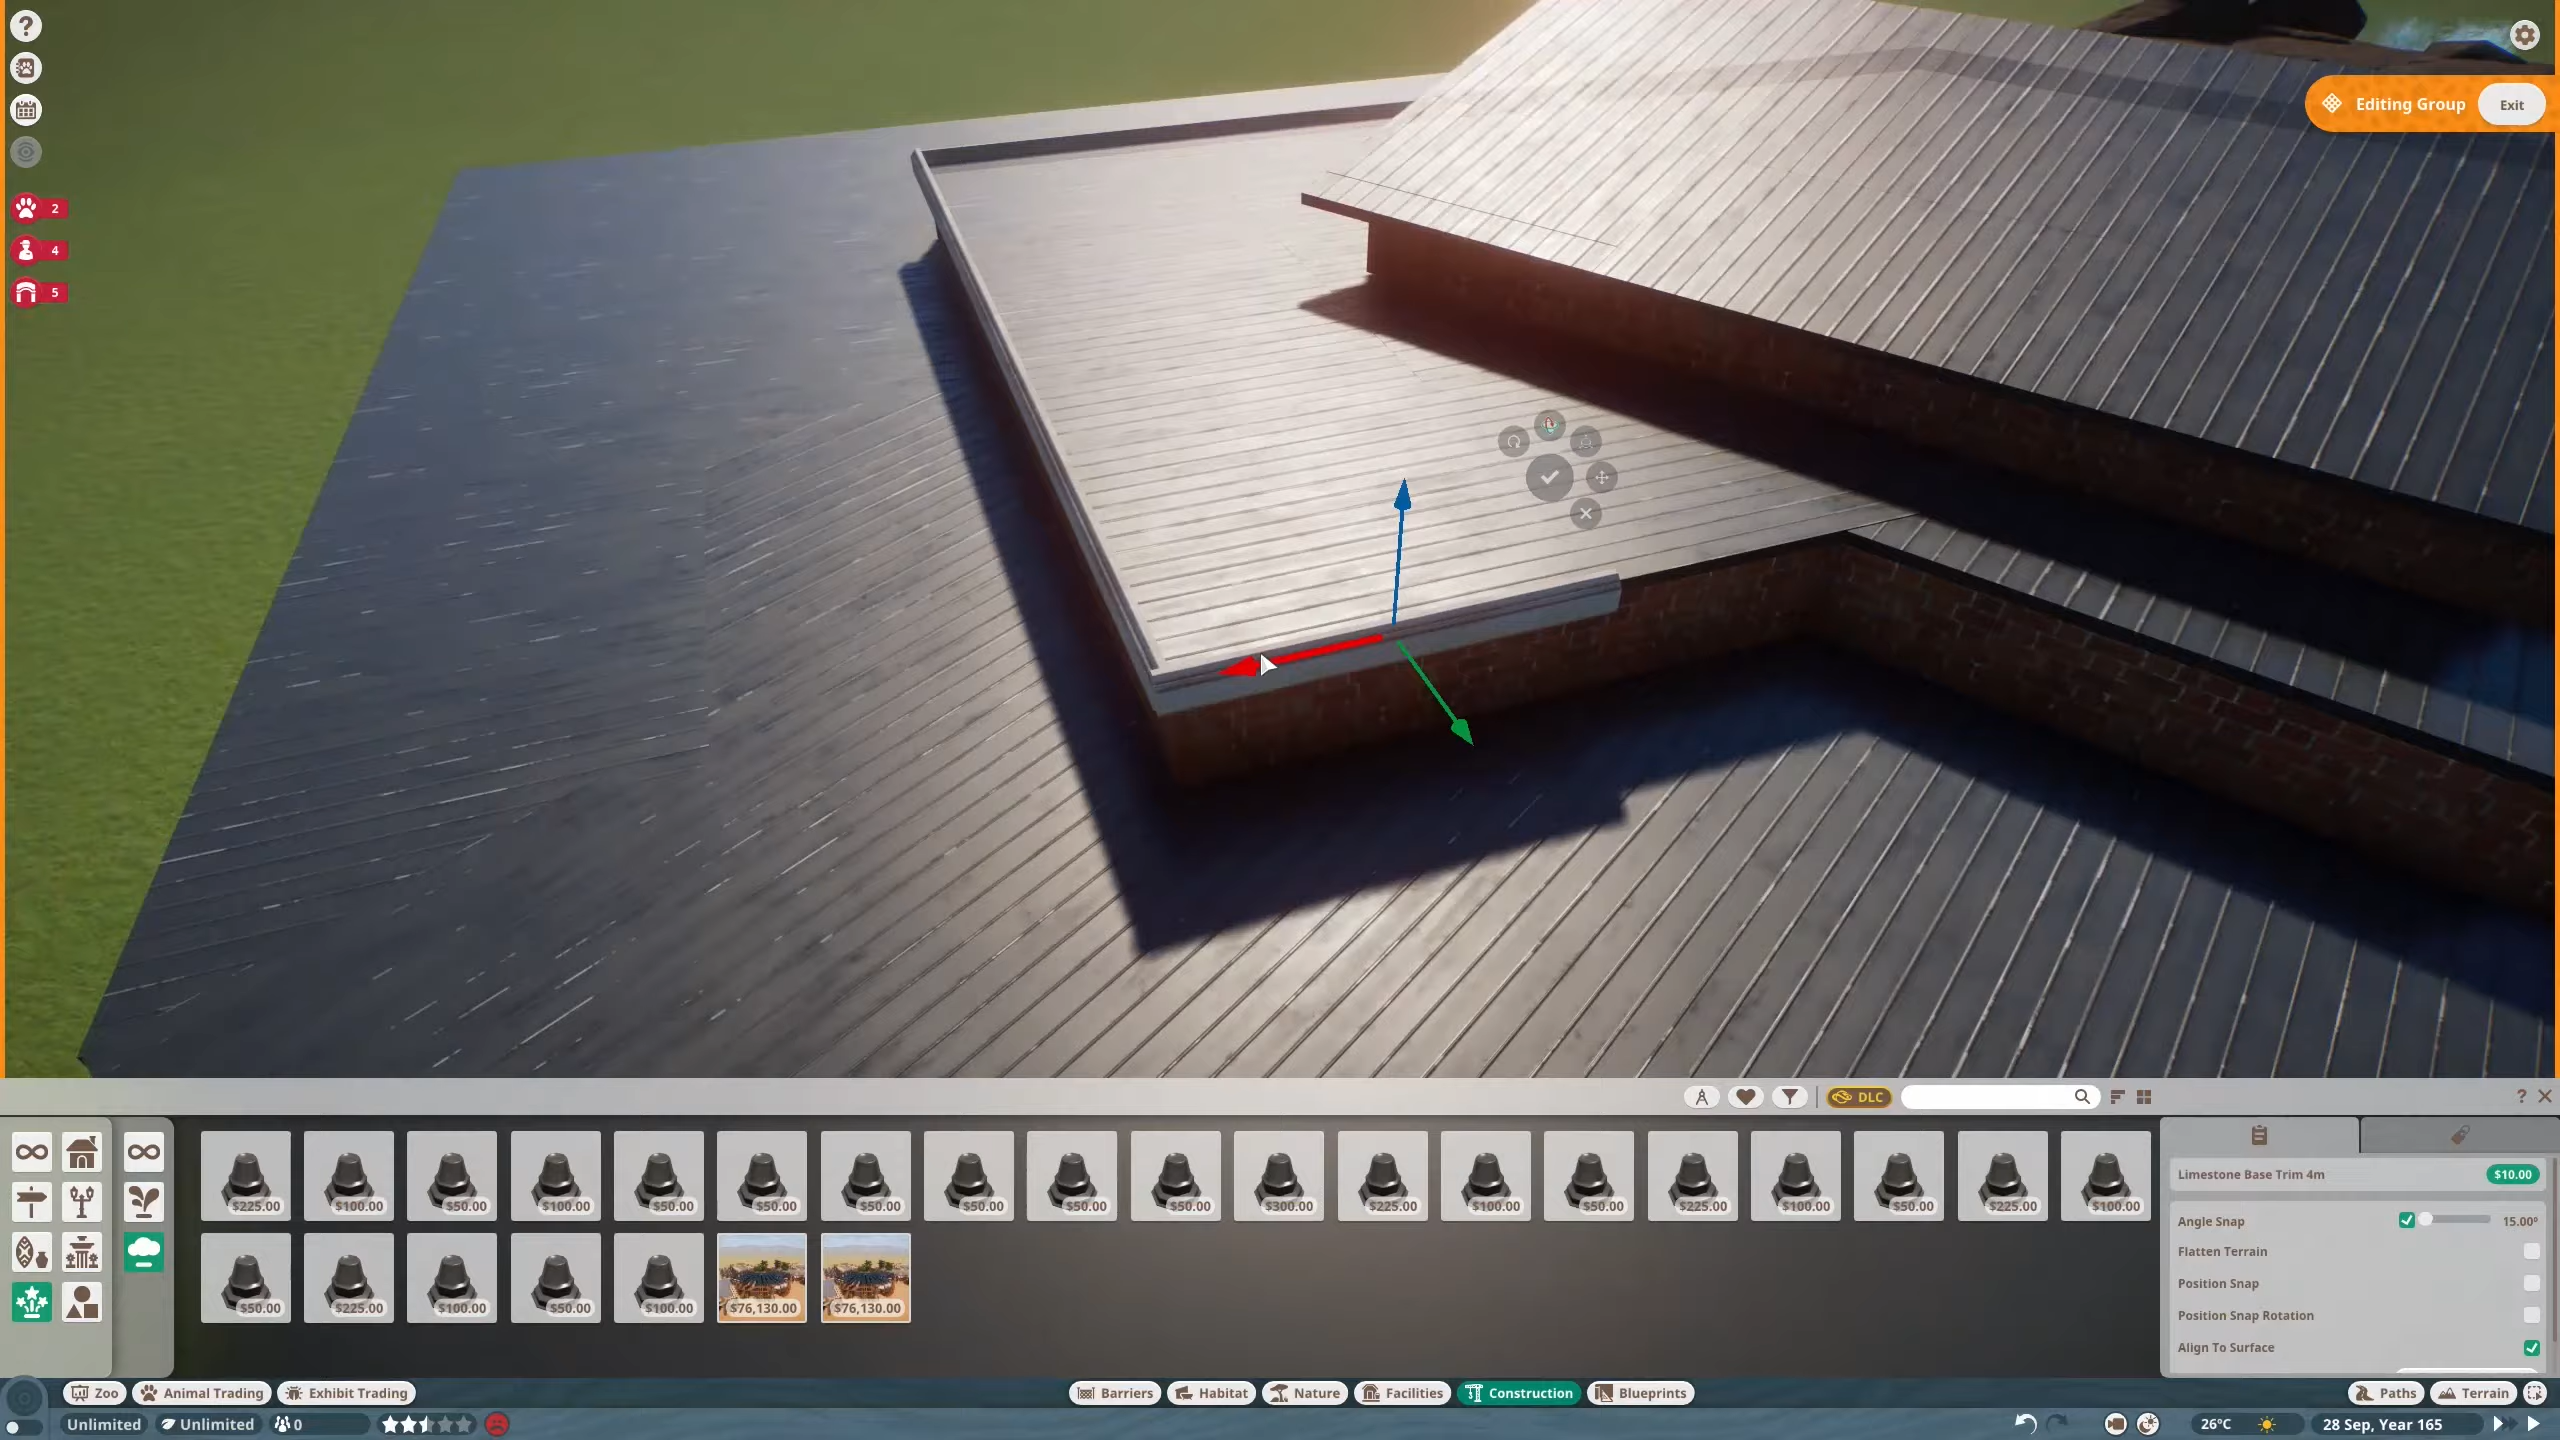 ?
Editing Group Exit
2
4
5
DLC
?
$225.00 $100.00 $50.00 $100.00 $50.00 $50.00 $50.00 $50.00 $50.00 $50.00 $300.00 $225.00 $100.00 $50.00 $225.00 $100.00 $50.00 $225.00 $100.00
$50.00 $225.00 $100.00 $50.00 $100.00 $76,130.00 $76,130.00
Limestone Base Trim 4m $10.00
Angle Snap 15.00°
Flatten Terrain
Position Snap
Position Snap Rotation
Align To Surface
Zoo Animal Trading Exhibit Trading Barriers Habitat Nature Facilities Construction Blueprints Paths Terrain
Unlimited Unlimited 0 26°C 28 Sep, Year 165